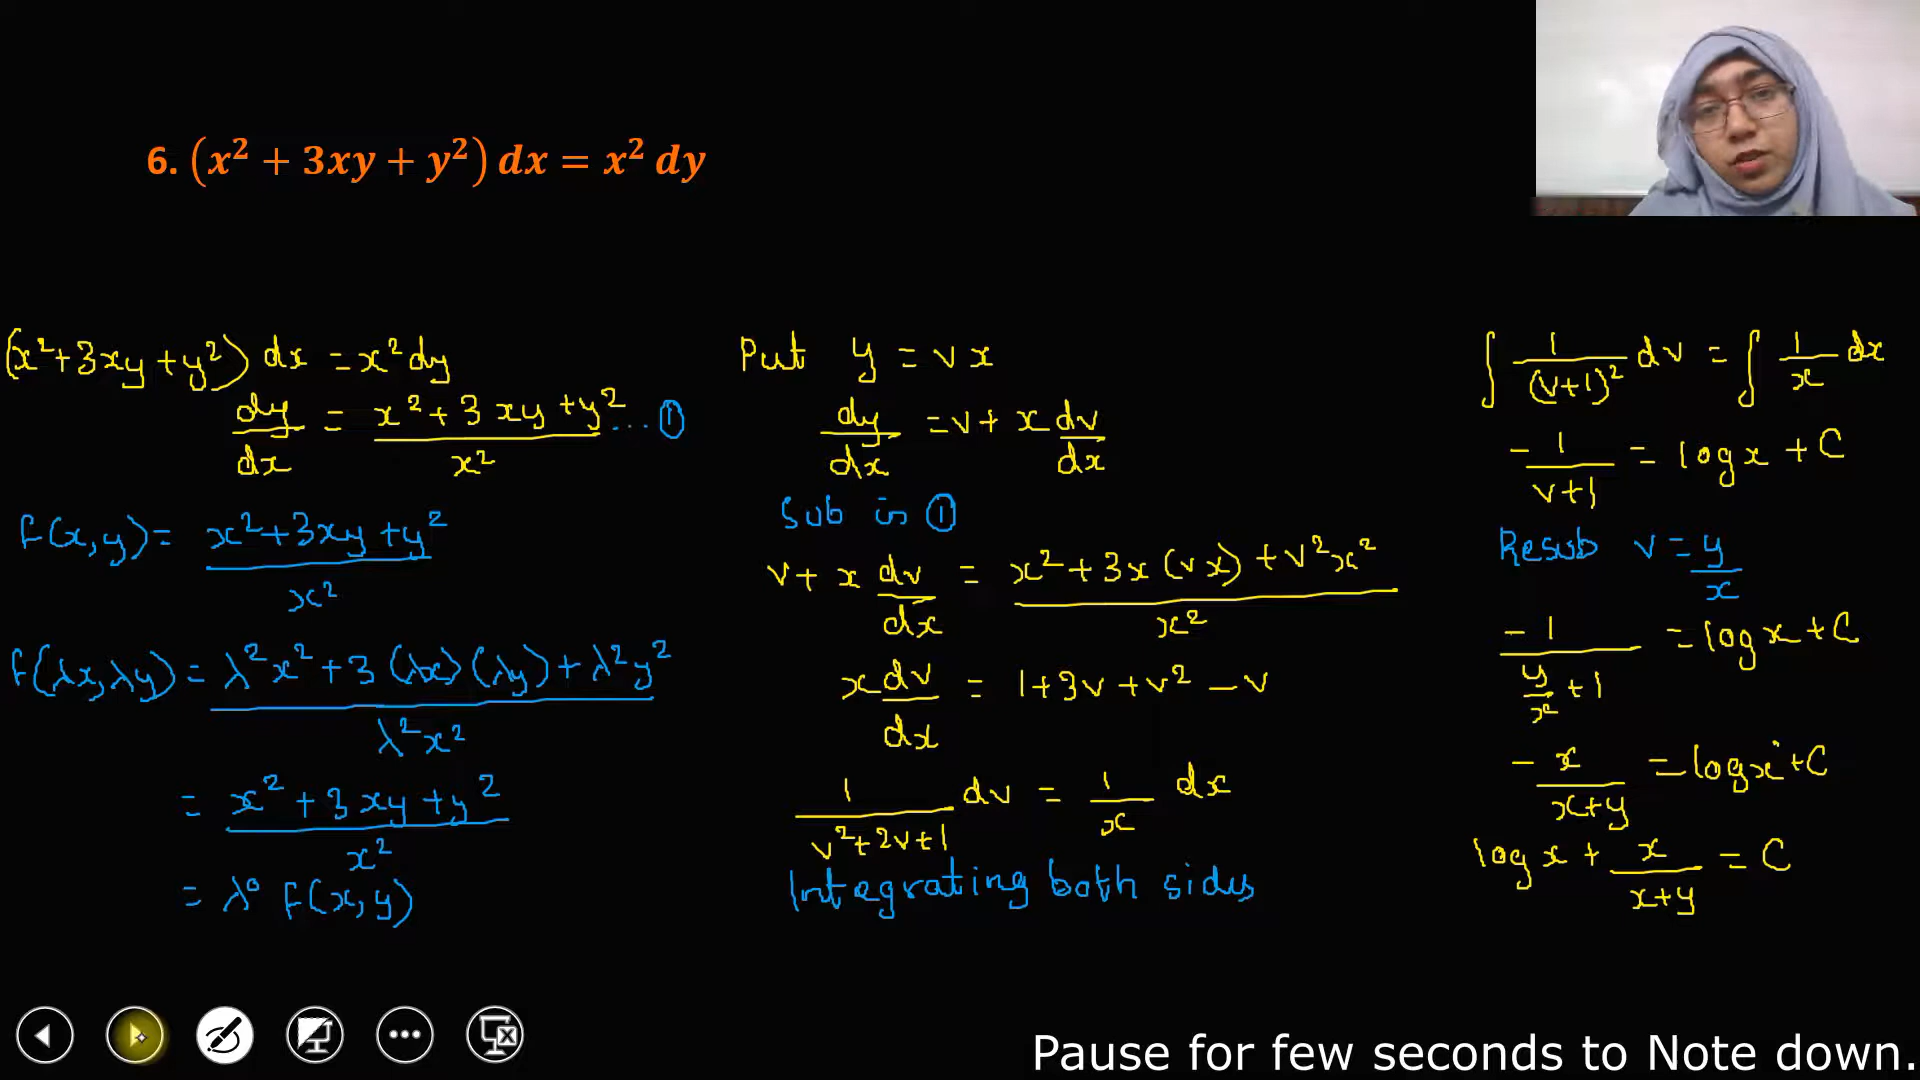 6. (x² + 3xy + y²) dx = x² dy
(x²+3xy+y²) dx = x²dy
dy/dx = (x²+3xy+y²)/x² ... ①
f(x,y) = (x²+3xy+y²)/x²
f(λx,λy) = (λ²x²+3(λx)(λy)+λ²y²)/λ²x²
= (x²+3xy+y²)/x²
= λ° f(x,y)
Put y = vx
dy/dx = v + x dv/dx
Sub in ①
v + x dv/dx = (x²+3x(vx)+v²x²)/x²
x dv/dx = 1+3v+v²-v
1/(v²+2v+1) dv = 1/x dx
Integrating both sides
∫ 1/(v+1)² dv = ∫ 1/x dx
-1/(v+1) = log x + C
Resub v = y/x
-1/(y/x + 1) = log x + C
-x/(x+y) = log x + C
log x + x/(x+y) = C
Pause for few seconds to Note down.